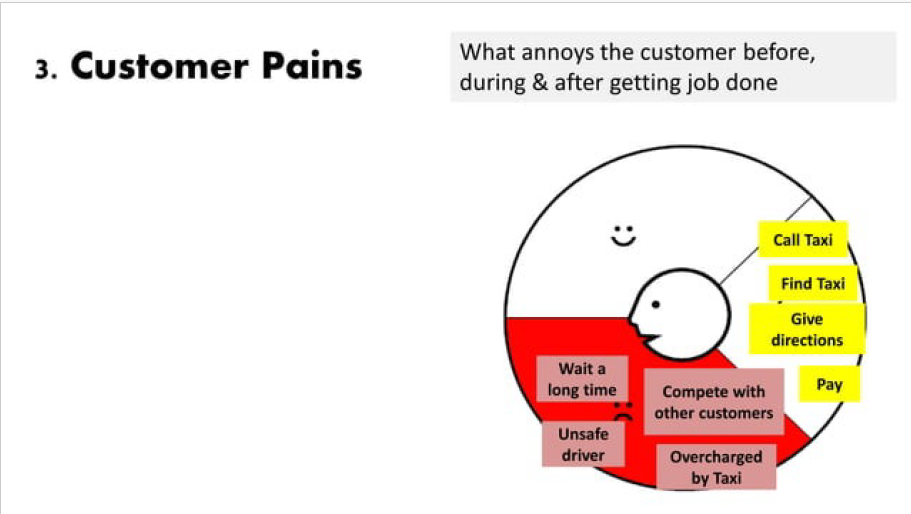 3. Customer Pains
What annoys the customer before,
during & after getting job done
Call Taxi
Find Taxi
Give
directions
Pay
Wait a
long time
Compete with
other customers
Unsafe
driver
Overcharged
by Taxi